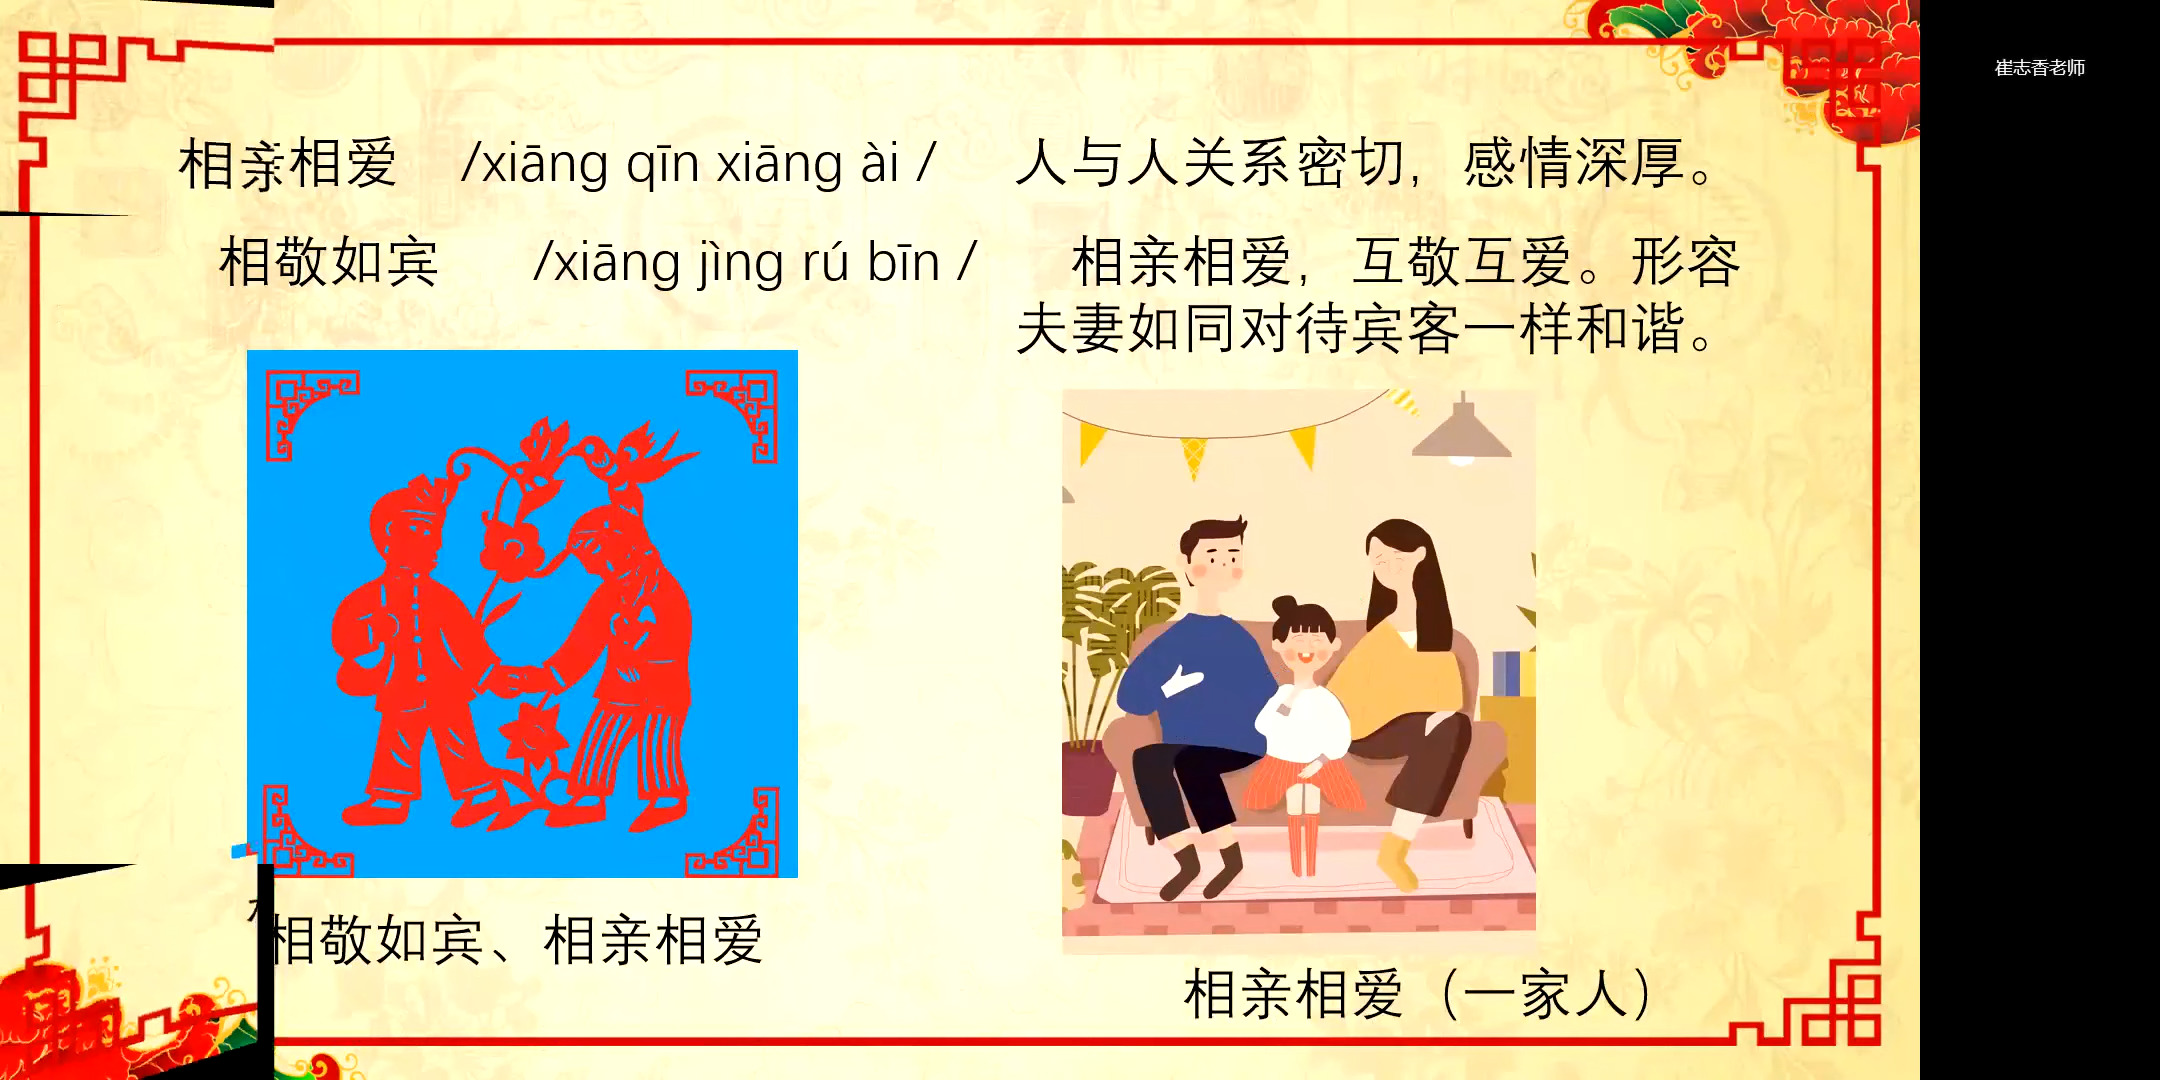 崔志香老师
相亲相爱 /xiāng qīn xiāng ài / 人与人关系密切，感情深厚。
相敬如宾 /xiāng jìng rú bīn / 相亲相爱，互敬互爱。形容
夫妻如同对待宾客一样和谐。
相敬如宾、相亲相爱
相亲相爱（一家人）